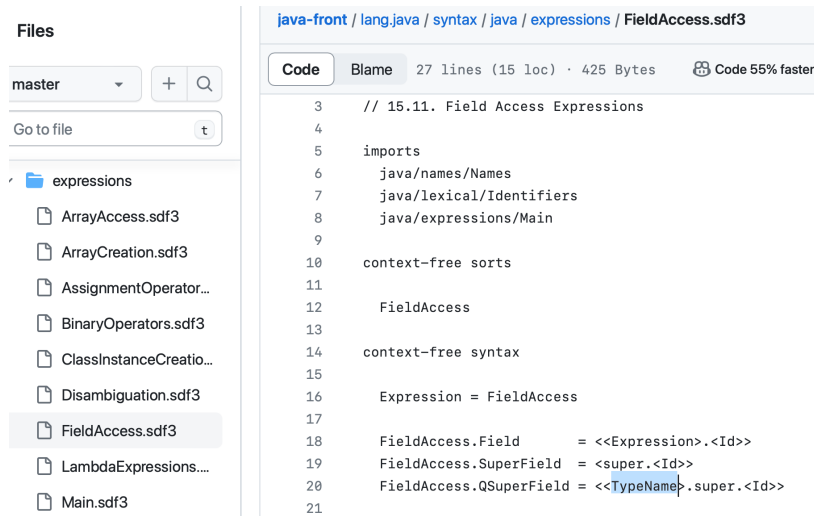 Files
master
Go to file
t
expressions
ArrayAccess.sdf3
ArrayCreation.sdf3
AssignmentOperator...
BinaryOperators.sdf3
ClassInstanceCreatio...
Disambiguation.sdf3
FieldAccess.sdf3
LambdaExpressions....
Main.sdf3
java-front / lang.java / syntax / java / expressions / FieldAccess.sdf3
Code Blame 27 lines (15 loc) · 425 Bytes Code 55% faster
3 // 15.11. Field Access Expressions
4
5 imports
6 java/names/Names
7 java/lexical/Identifiers
8 java/expressions/Main
9
10 context-free sorts
11
12 FieldAccess
13
14 context-free syntax
15
16 Expression = FieldAccess
17
18 FieldAccess.Field = <<Expression>.<Id>>
19 FieldAccess.SuperField = <super.<Id>>
20 FieldAccess.QSuperField = <<TypeName>.super.<Id>>
21